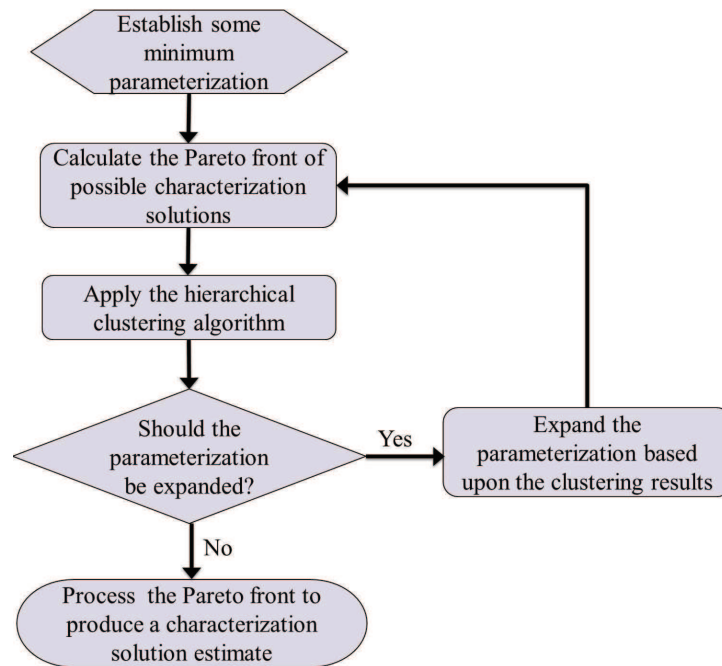 Establish some
minimum
parameterization
Calculate the Pareto front of
possible characterization
solutions
Apply the hierarchical
clustering algorithm
Should the
parameterization
be expanded?
Yes
Expand the
parameterization based
upon the clustering results
No
Process the Pareto front to
produce a characterization
solution estimate